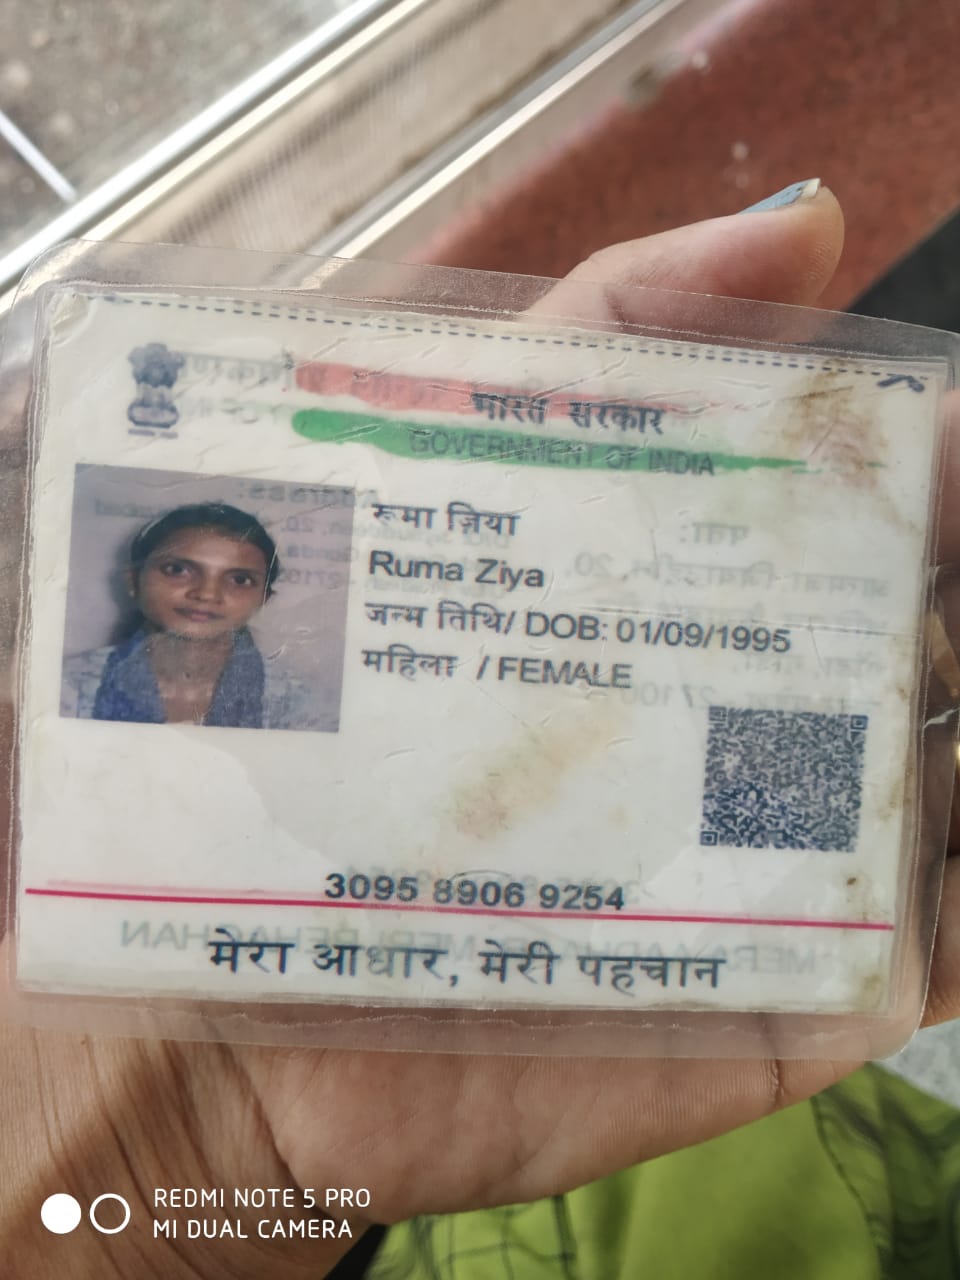 भारत सरकार
GOVERNMENT OF INDIA
रूमा ज़िया
Ruma Ziya
जन्म तिथि/ DOB: 01/09/1995
महिला / FEMALE
3095 8906 9254
मेरा आधार, मेरी पहचान
REDMI NOTE 5 PRO
MI DUAL CAMERA